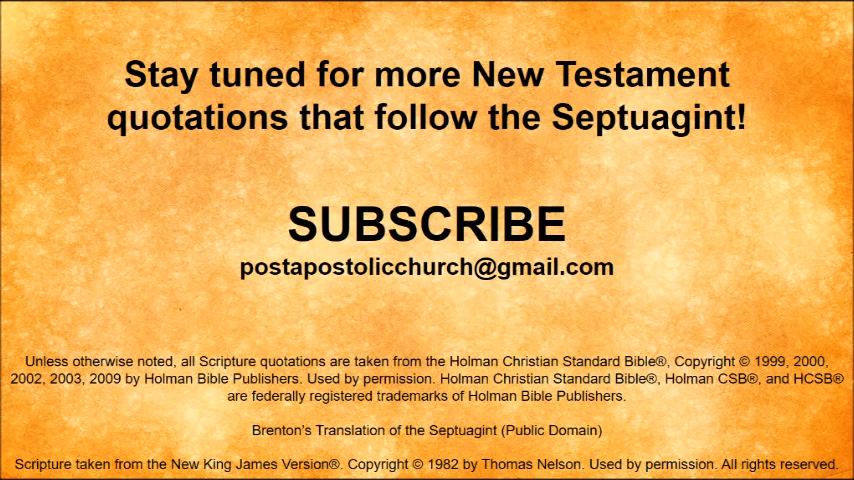 Stay tuned for more New Testament
quotations that follow the Septuagint!
SUBSCRIBE
postapostolicchurch@gmail.com
Unless otherwise noted, all Scripture quotations are taken from the Holman Christian Standard Bible®, Copyright © 1999, 2000,
2002, 2003, 2009 by Holman Bible Publishers. Used by permission. Holman Christian Standard Bible®, Holman CSB®, and HCSB®
are federally registered trademarks of Holman Bible Publishers.
Brenton's Translation of the Septuagint (Public Domain)
Scripture taken from the New King James Version®. Copyright © 1982 by Thomas Nelson. Used by permission. All rights reserved.